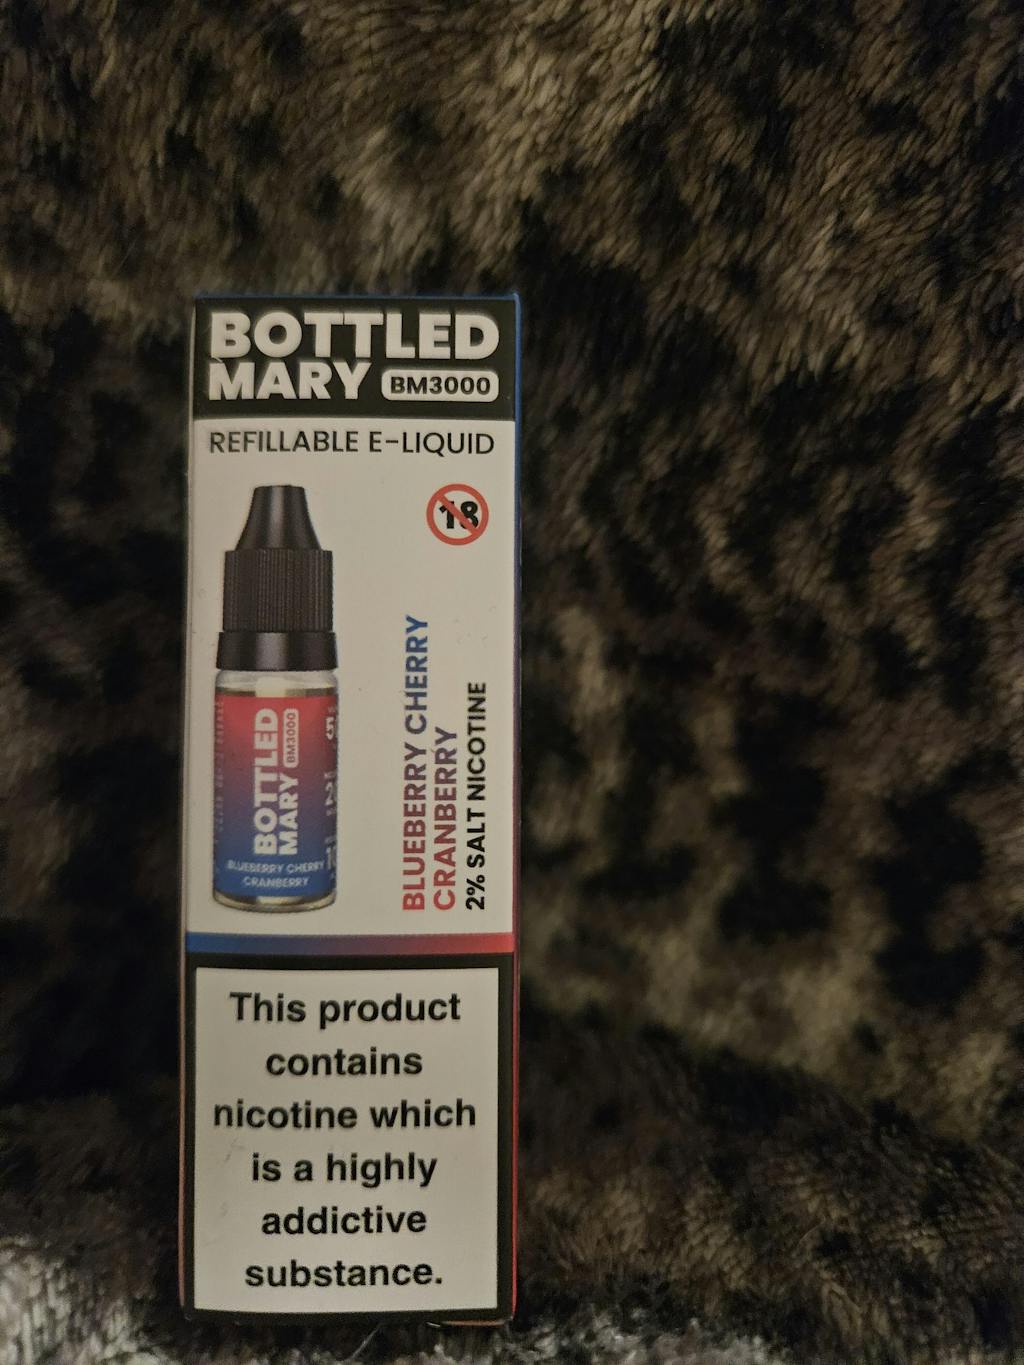 BOTTLED
MARY BM3000
REFILLABLE E-LIQUID
18
BLUEBERRY CHERRY
CRANBERRY
2% SALT NICOTINE
BOTTLED
MARY BM3000
BLUEBERRY CHERRY
CRANBERRY
This product
contains
nicotine which
is a highly
addictive
substance.